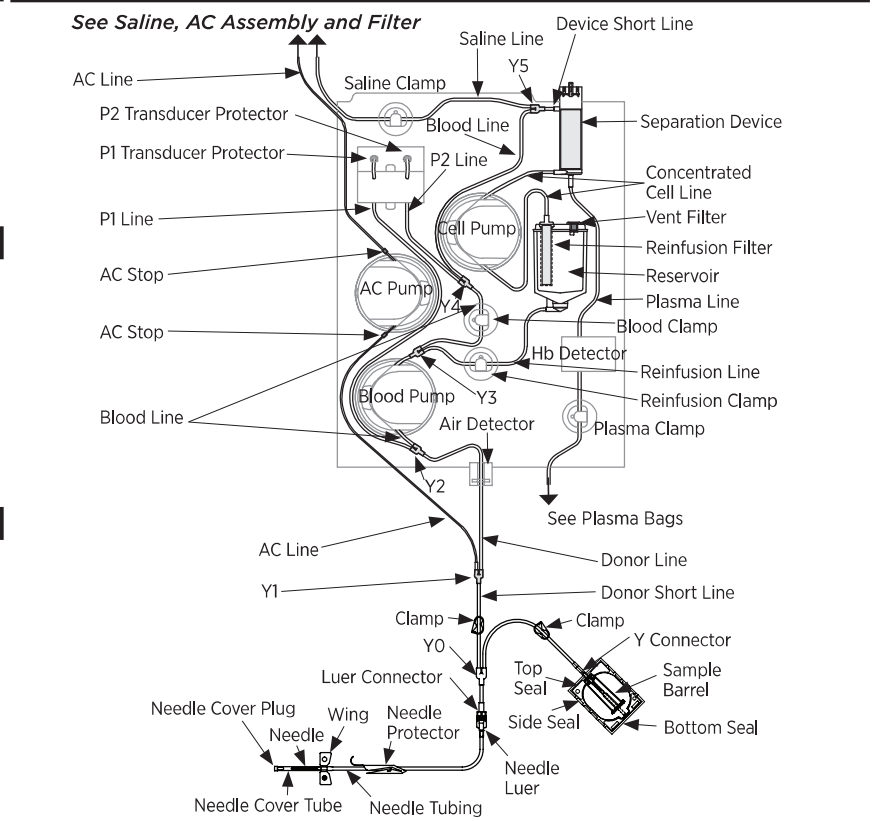 See Saline, AC Assembly and Filter
Device Short Line
Saline Line
Y5
AC Line
Saline Clamp
P2 Transducer Protector
Blood Line
Separation Device
P1 Transducer Protector
P2 Line
Concentrated
Cell Line
P1 Line
Vent Filter
Cell Pump
Reinfusion Filter
AC Stop
Reservoir
AC Pump
Plasma Line
Y4
AC Stop
Blood Clamp
Hb Detector
Reinfusion Line
Blood Pump
Y3
Reinfusion Clamp
Blood Line
Air Detector
Plasma Clamp
Y2
See Plasma Bags
AC Line
Donor Line
Y1
Donor Short Line
Clamp
Clamp
Y0
Y Connector
Luer Connector
Top
Seal
Sample
Barrel
Needle Cover Plug
Wing
Needle
Protector
Side Seal
Bottom Seal
Needle
Needle
Luer
Needle Cover Tube
Needle Tubing